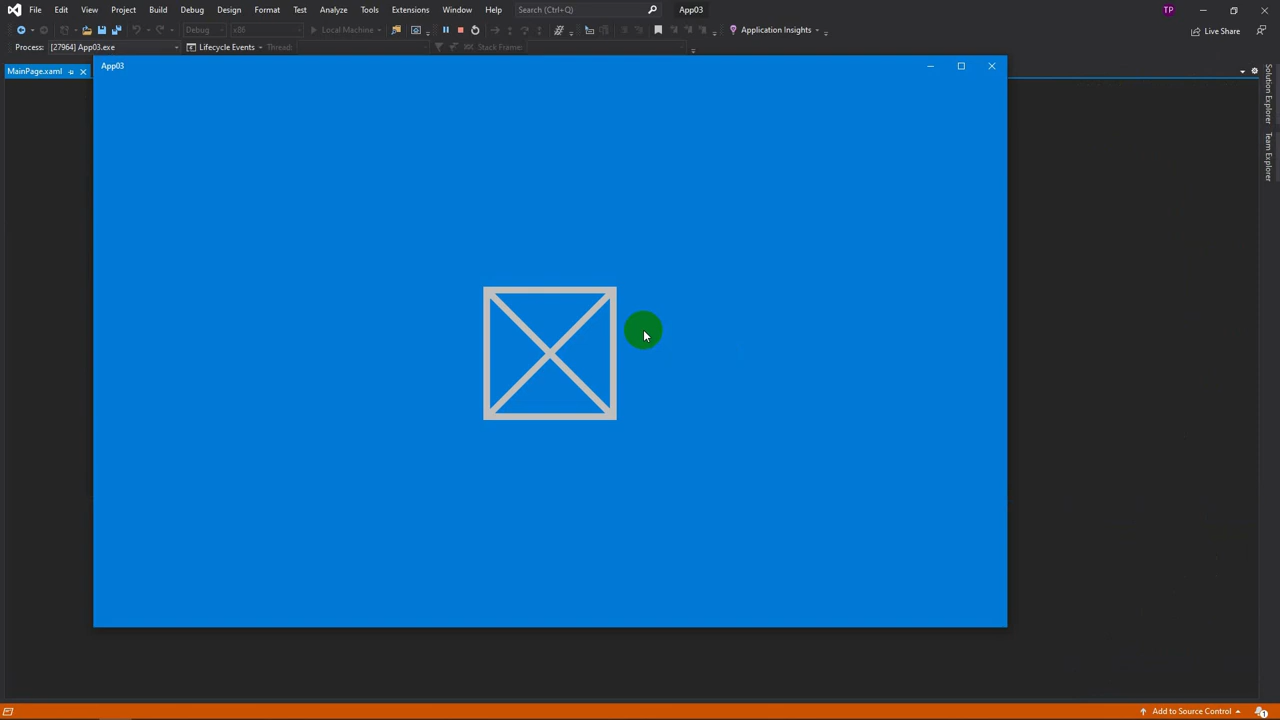 File Edit View Project Build Debug Design Format Test Analyze Tools Extensions Window Help Search (Ctrl+Q) App03 TP
Debug x86 Local Machine Application Insights Live Share
Process: [27964] App03.exe Lifecycle Events Thread: Stack Frame:
MainPage.xaml
App03
Solution Explorer
Team Explorer
Add to Source Control
1